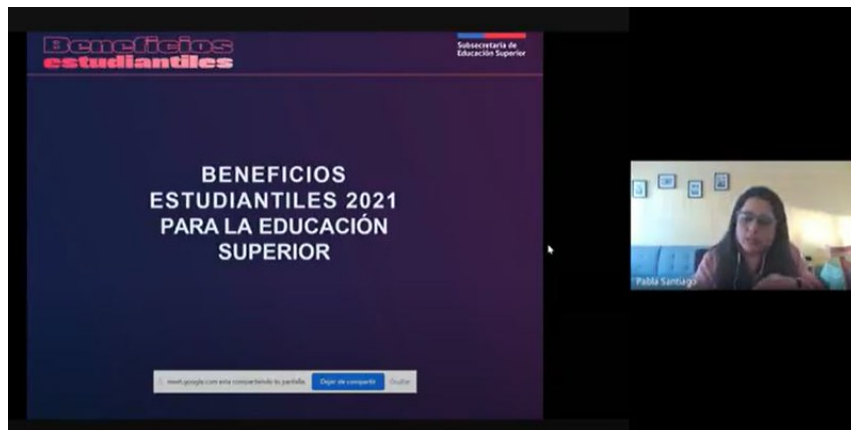 Beneficios
estudiantiles
Subsecretaría de
Educación Superior
BENEFICIOS
ESTUDIANTILES 2021
PARA LA EDUCACIÓN
SUPERIOR
Pabla Santiago
meet.google.com esta compartiendo tu pantalla. Dejar de compartir Ocultar